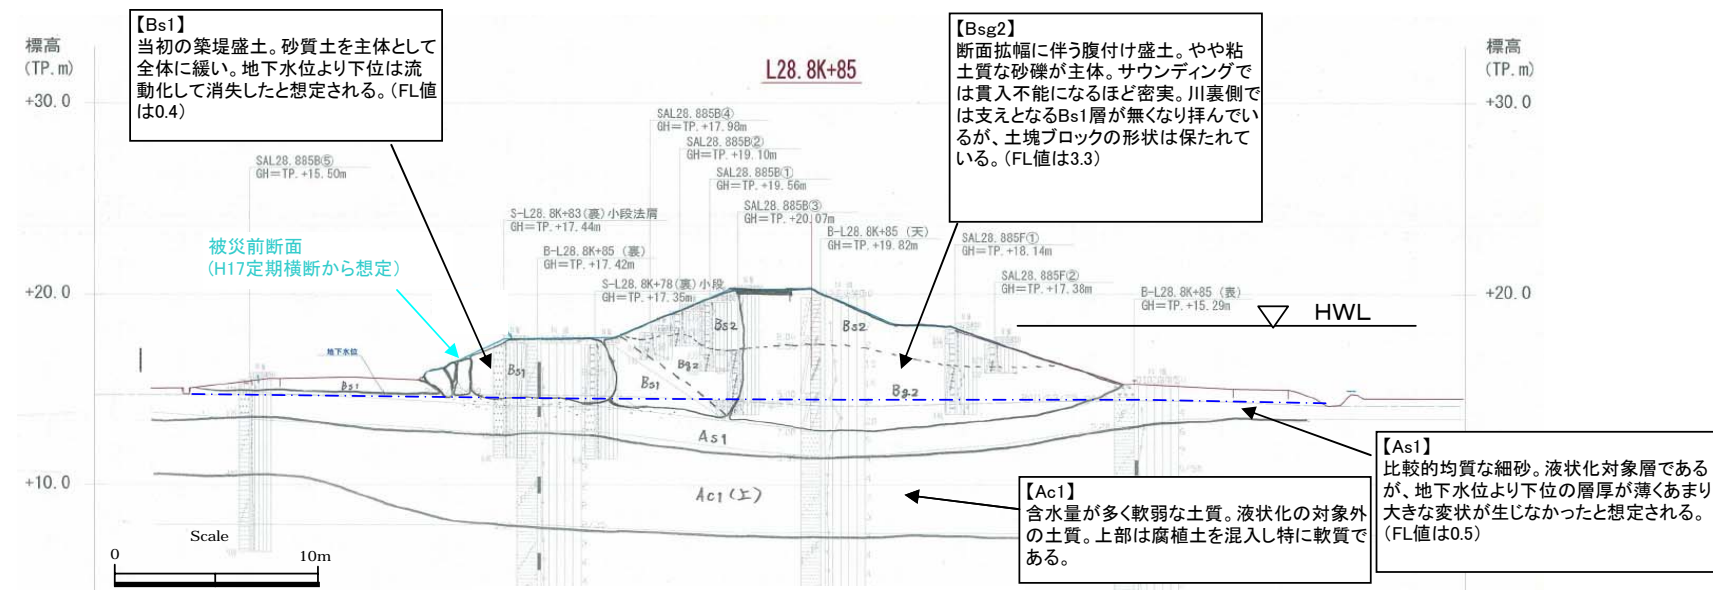 【Bs1】
当初の築堤盛土。砂質土を主体として
全体に緩い。地下水位より下位は流
動化して消失したと想定される。(FL値
は0.4)
【Bsg2】
断面拡幅に伴う腹付け盛土。やや粘
土質な砂礫が主体。サウンディングで
は貫入不能になるほど密実。川裏側で
は支えとなるBs1層が無くなり拝んでい
るが、土塊ブロックの形状は保たれて
いる。(FL値は3.3)
標高
(TP.m)
+30.0
+20.0
+10.0
L28.8K+85
標高
(TP.m)
+30.0
+20.0
SAL28.885B④
GH=TP.+17.98m
SAL28.885B②
GH=TP.+19.10m
SAL28.885B⑤
GH=TP.+15.50m
SAL28.885B①
GH=TP.+19.56m
SAL28.885B③
GH=TP.+20.07m
S-L28.8K+83(裏)小段法肩
GH=TP.+17.44m
B-L28.8K+85 (天)
GH=TP.+19.82m
SAL28.885F①
GH=TP.+18.14m
被災前断面
(H17定期横断から想定)
B-L28.8K+85 (裏)
GH=TP.+17.42m
SAL28.885F②
GH=TP.+17.38m
S-L28.8K+78(裏)小段
GH=TP.+17.35m
B-L28.8K+85 (表)
GH=TP.+15.29m
HWL
地下水位
Bs2
Bs2
Bs1
Bs1
Bg2
Bs1
Bg2
As1
Ac1(上)
【As1】
比較的均質な細砂。液状化対象層である
が、地下水位より下位の層厚が薄くあまり
大きな変状が生じなかったと想定される。
(FL値は0.5)
【Ac1】
含水量が多く軟弱な土質。液状化の対象外
の土質。上部は腐植土を混入し特に軟質で
ある。
Scale
0
10m